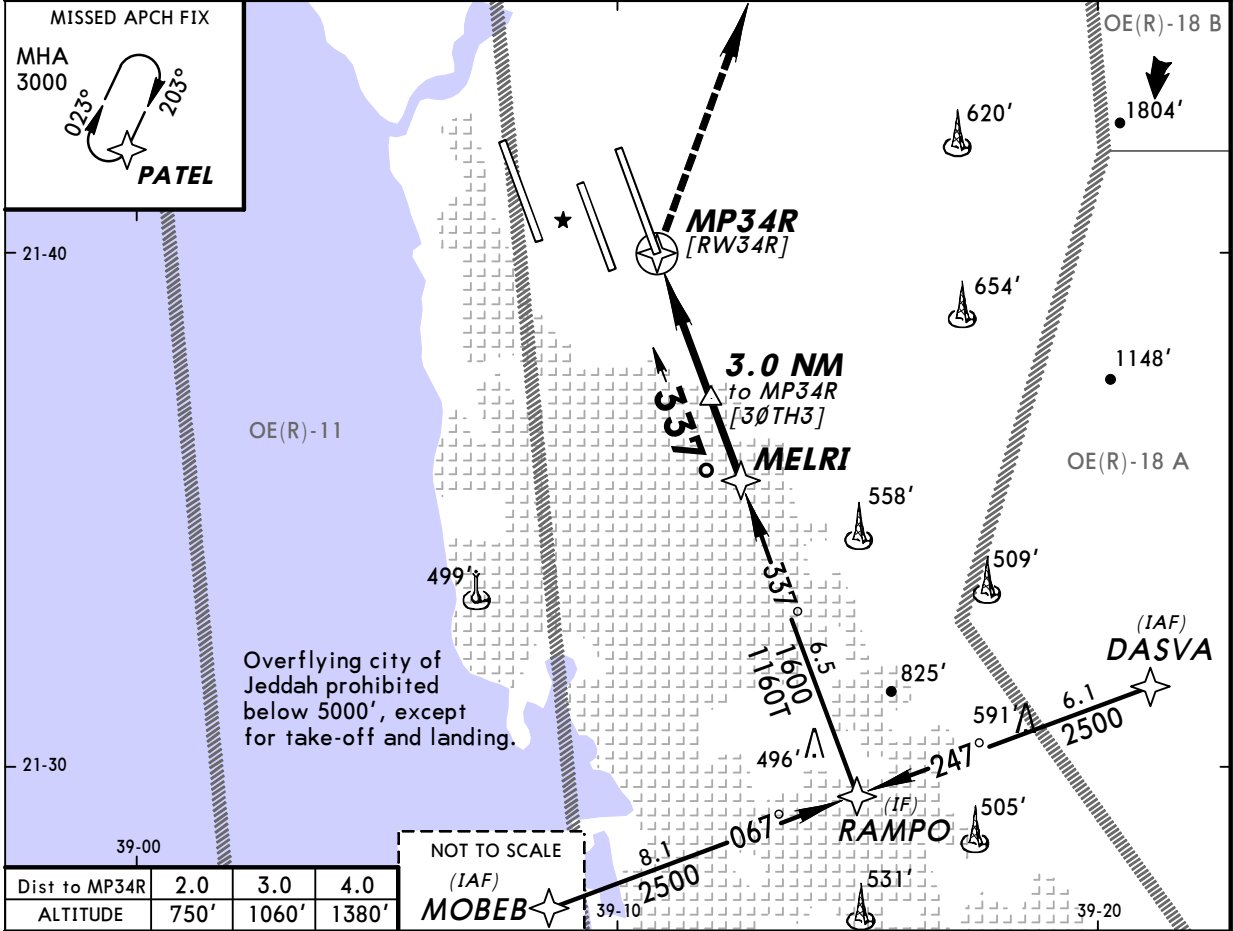 MISSED APCH FIX
MHA
3000
023°
203°
PATEL
OE(R)-18 B
1804'
620'
MP34R
[RW34R]
21-40
654'
3.0 NM
to MP34R
[3ØTH3]
1148'
337°
OE(R)-11
MELRI
OE(R)-18 A
558'
509'
499'
337°
(IAF)
DASVA
Overflying city of
Jeddah prohibited
below 5000', except
for take-off and landing.
6.5
1600
1160T
825'
6.1
2500
591'
496'
247°
21-30
(IF)
RAMPO
505'
067°
39-00
NOT TO SCALE
(IAF)
MOBEB
8.1
2500
531'
39-10
39-20
Dist to MP34R 2.0 3.0 4.0
ALTITUDE 750' 1060' 1380'